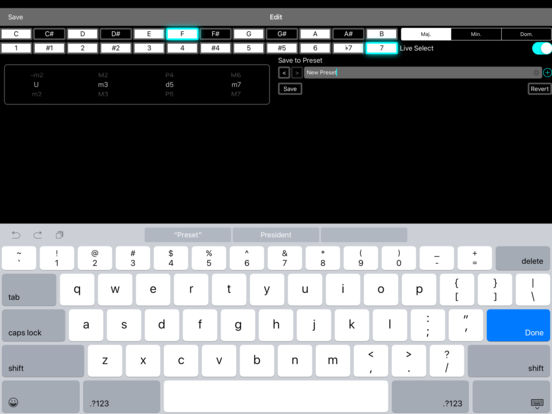 Save Edit
C C# D D# E F F# G G# A A# B Maj. Min. Dom.
1 #1 2 #2 3 4 #4 5 #5 6 ♭7 7 Live Select
Save to Preset
-m2 M2 P4 M6
U m3 d5 m7
m2 M3 P5 M7
< > New Preset
Save Revert
“Preset” President
~ ! @ # $ % ^ & * ( ) _ +
` 1 2 3 4 5 6 7 8 9 0 - = delete
tab q w e r t y u i o p { [ } ] | \
caps lock a s d f g h j k l : ; " ' Done
shift z x c v b n m < , > . ? / shift
.?123 .?123